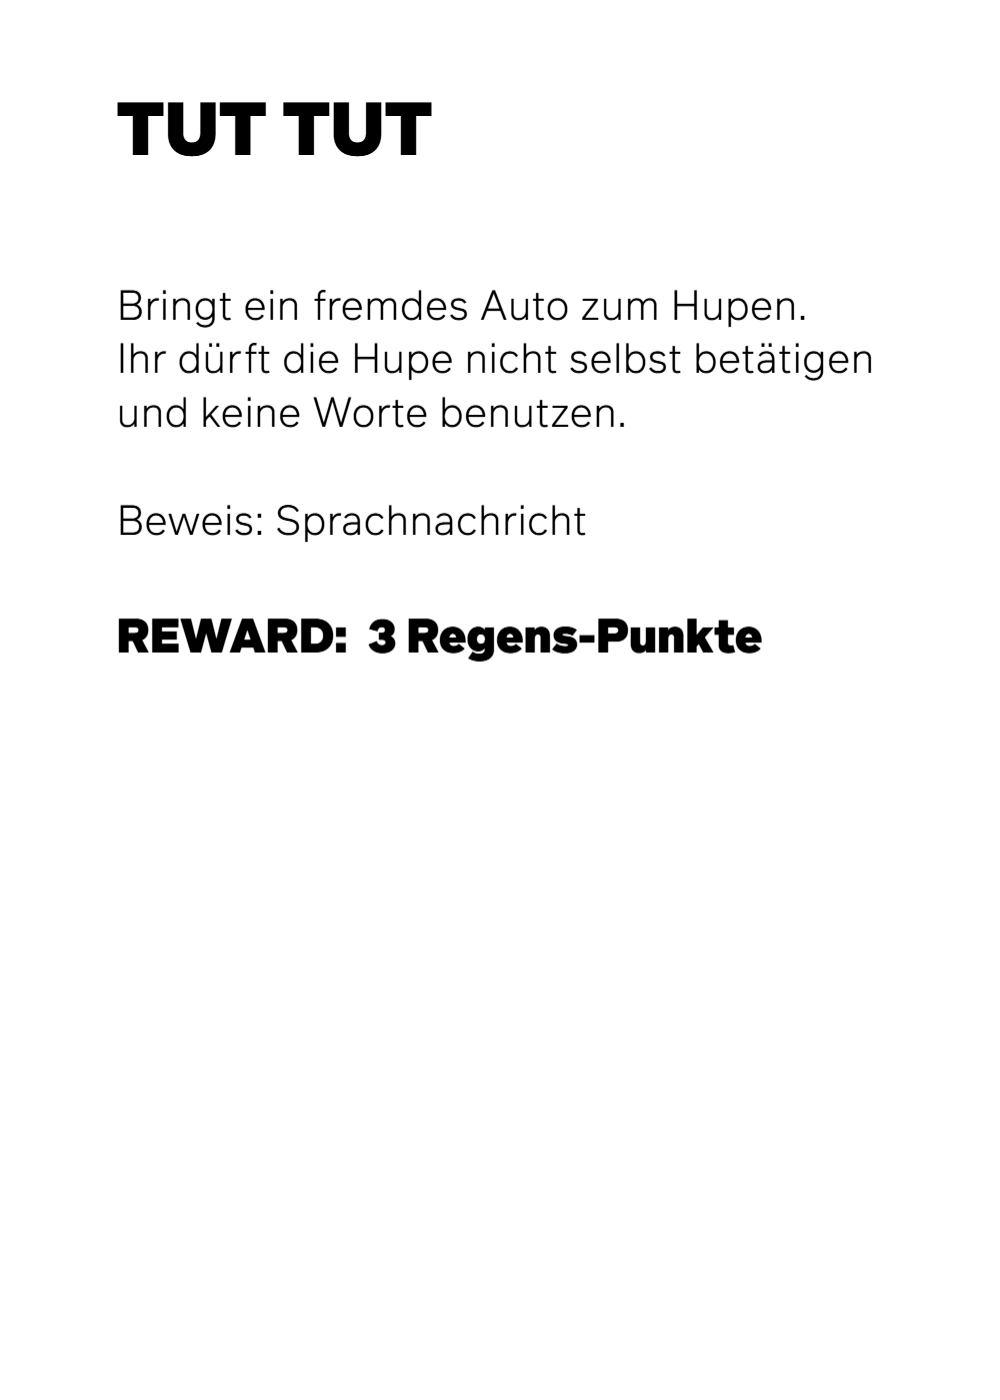 TUT TUT
Bringt ein fremdes Auto zum Hupen.
Ihr dürft die Hupe nicht selbst betätigen
und keine Worte benutzen.
Beweis: Sprachnachricht
REWARD: 3 Regens-Punkte